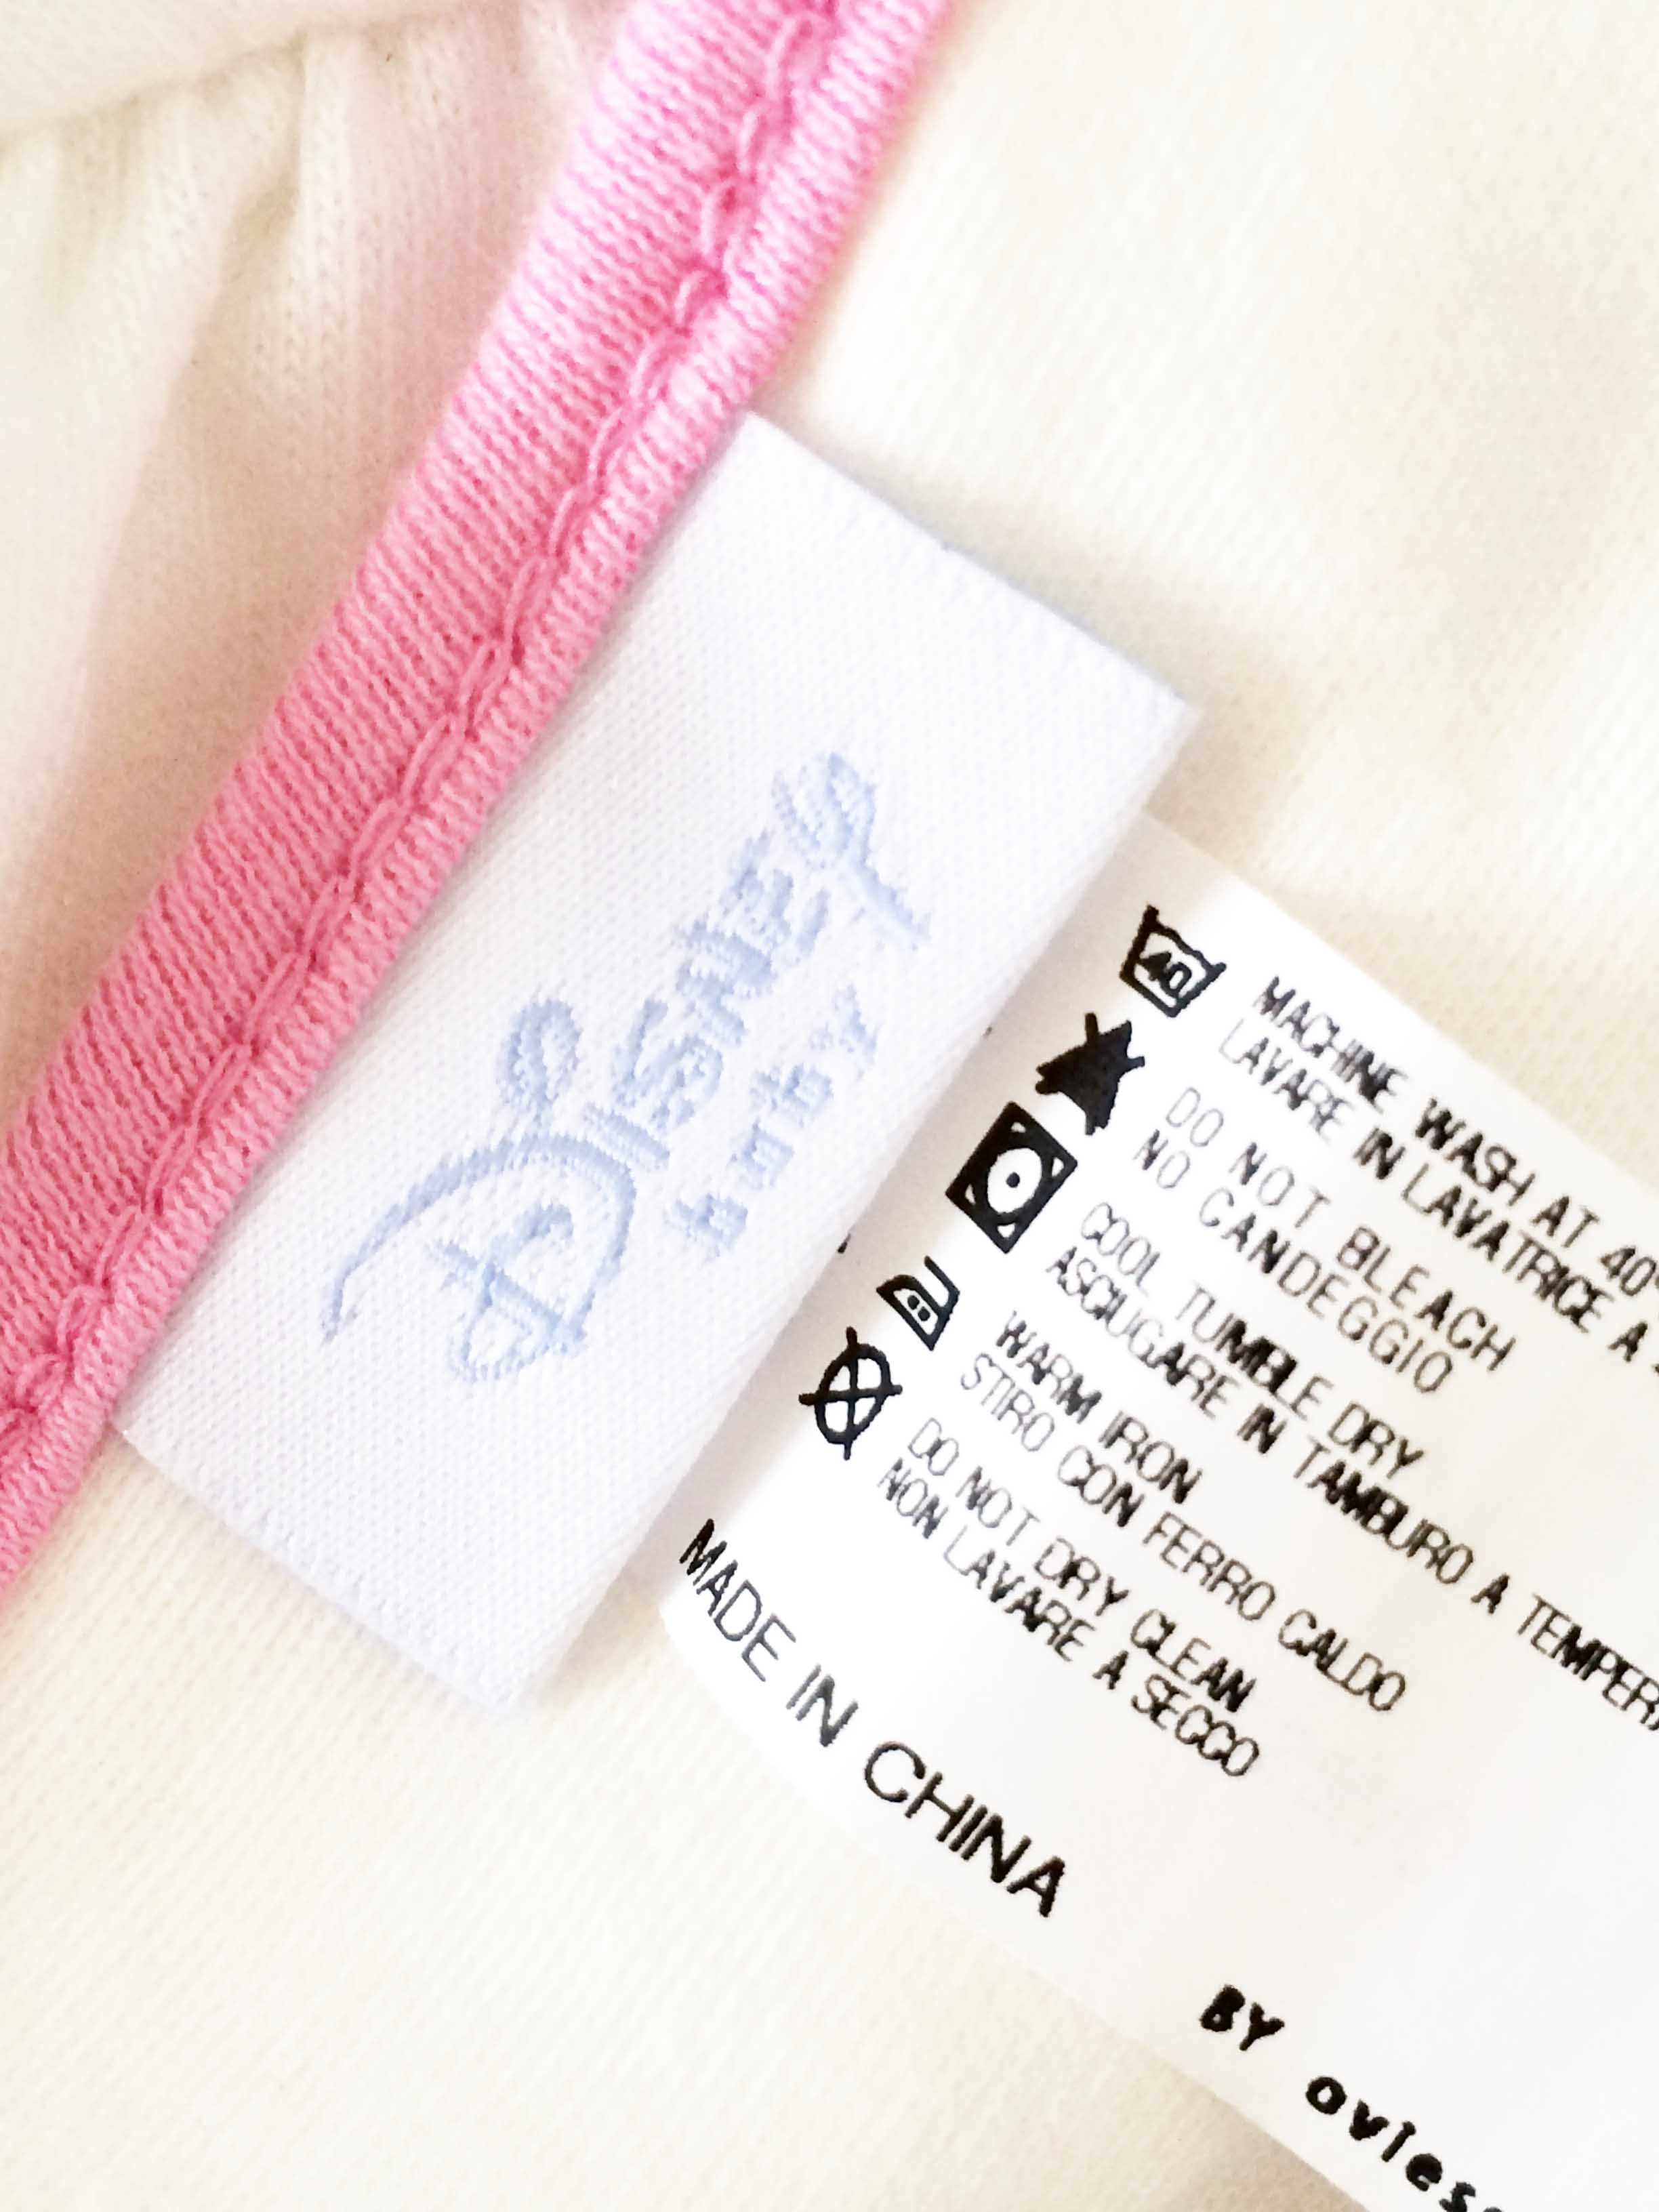 Disney
baby
40
MACHINE WASH AT 40°
LAVARE IN LAVATRICE A
DO NOT BLEACH
NO CANDEGGIO
COOL TUMBLE DRY
ASCIUGARE IN TAMBURO A
WARM IRON
STIRO CON FERRO CALDO
DO NOT DRY CLEAN
NON LAVARE A SECCO
MADE IN CHINA
BY